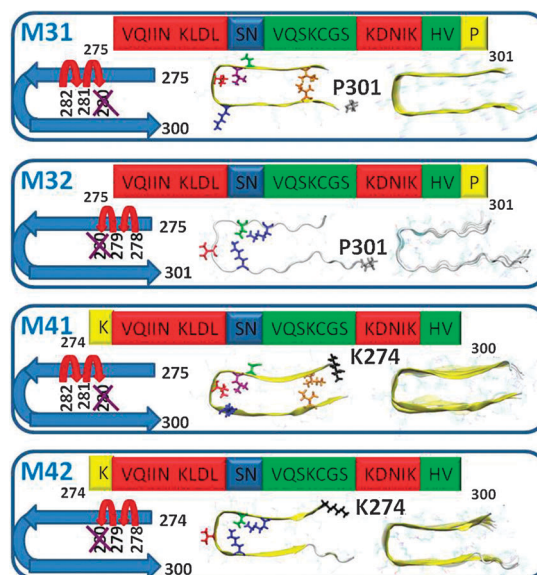 M31
VQIIN KLDL SN VQSKCGS KDNIK HV P
275
301
275
282
281
280
P301
300
M32
VQIIN KLDL SN VQSKCGS KDNIK HV P
275
301
275
280
279
278
P301
301
M41
K VQIIN KLDL SN VQSKCGS KDNIK HV
274
K274
300
275
282
281
280
300
M42
K VQIIN KLDL SN VQSKCGS KDNIK HV
274
K274
300
274
280
279
278
300